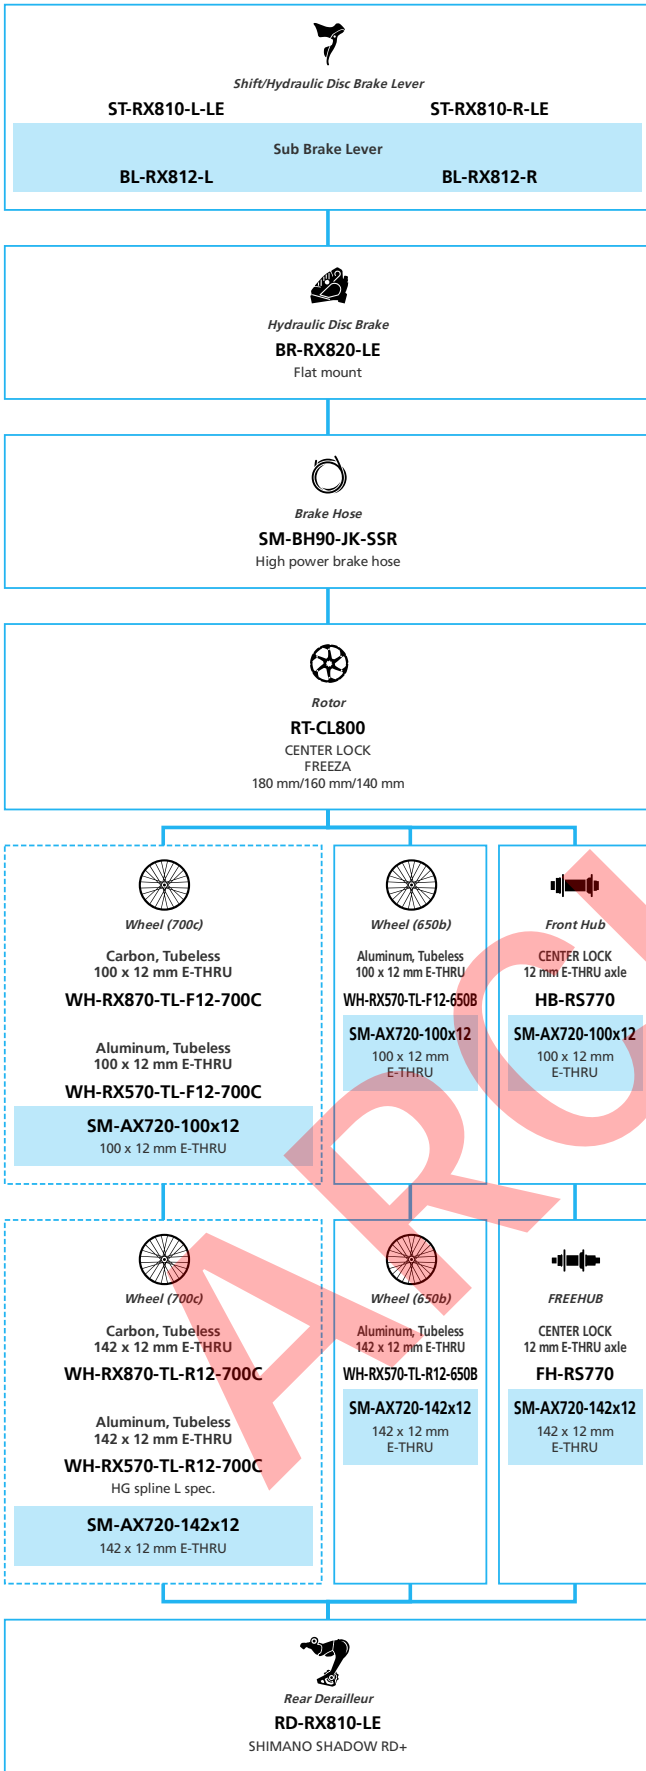 Shift/Hydraulic Disc Brake Lever
ST-RX810-L-LE
ST-RX810-R-LE
Sub Brake Lever
BL-RX812-L
BL-RX812-R
Hydraulic Disc Brake
BR-RX820-LE
Flat mount
Brake Hose
SM-BH90-JK-SSR
High power brake hose
Rotor
RT-CL800
CENTER LOCK
FREEZA
180 mm/160 mm/140 mm
Wheel (700c)
Carbon, Tubeless
100 x 12 mm E-THRU
WH-RX870-TL-F12-700C
Aluminum, Tubeless
100 x 12 mm E-THRU
WH-RX570-TL-F12-700C
SM-AX720-100x12
100 x 12 mm E-THRU
Wheel (650b)
Aluminum, Tubeless
100 x 12 mm E-THRU
WH-RX570-TL-F12-650B
SM-AX720-100x12
100 x 12 mm
E-THRU
Front Hub
CENTER LOCK
12 mm E-THRU axle
HB-RS770
SM-AX720-100x12
100 x 12 mm
E-THRU
Wheel (700c)
Carbon, Tubeless
142 x 12 mm E-THRU
WH-RX870-TL-R12-700C
Aluminum, Tubeless
142 x 12 mm E-THRU
WH-RX570-TL-R12-700C
HG spline L spec.
SM-AX720-142x12
142 x 12 mm E-THRU
Wheel (650b)
Aluminum, Tubeless
142 x 12 mm E-THRU
WH-RX570-TL-R12-650B
SM-AX720-142x12
142 x 12 mm
E-THRU
FREEHUB
CENTER LOCK
12 mm E-THRU axle
FH-RS770
SM-AX720-142x12
142 x 12 mm
E-THRU
Rear Derailleur
RD-RX810-LE
SHIMANO SHADOW RD+